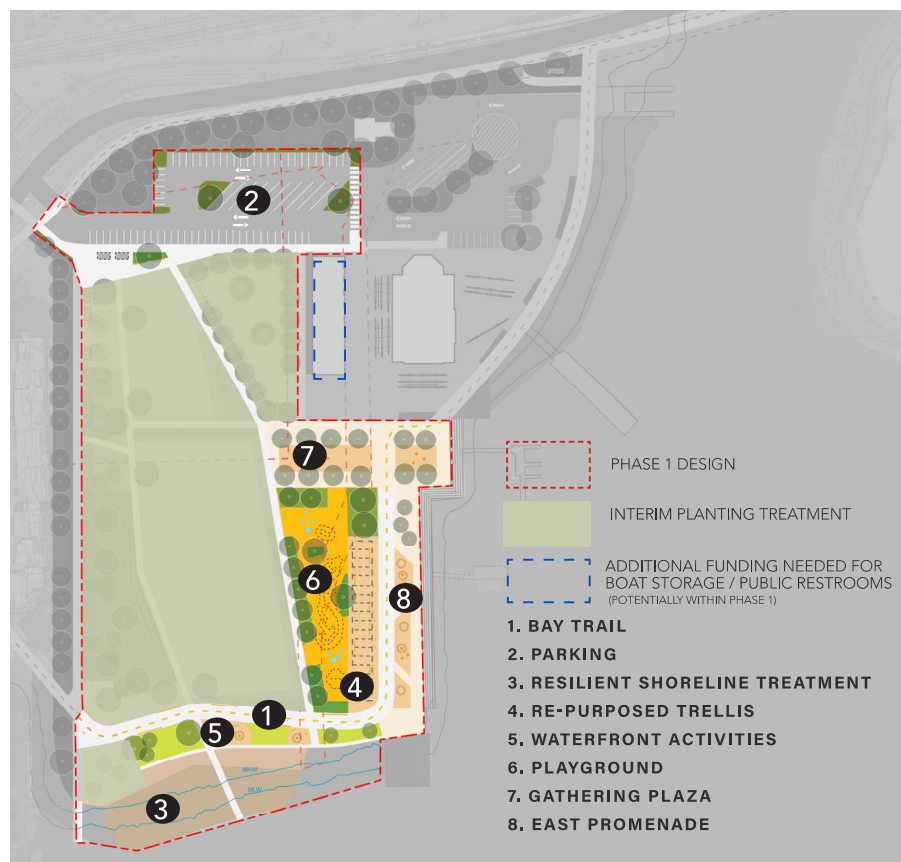 2
7
6
8
4
1
5
3
MHW
MLW
PHASE 1 DESIGN
INTERIM PLANTING TREATMENT
ADDITIONAL FUNDING NEEDED FOR
BOAT STORAGE / PUBLIC RESTROOMS
(POTENTIALLY WITHIN PHASE 1)
1. BAY TRAIL
2. PARKING
3. RESILIENT SHORELINE TREATMENT
4. RE-PURPOSED TRELLIS
5. WATERFRONT ACTIVITIES
6. PLAYGROUND
7. GATHERING PLAZA
8. EAST PROMENADE